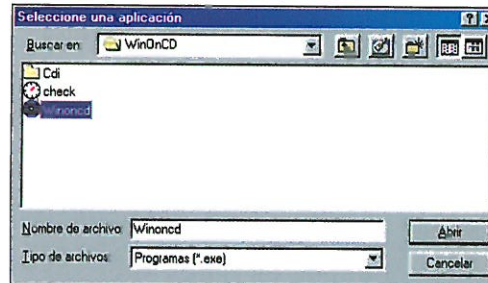 Seleccione una aplicación
Buscar en: WinOnCD
Cdi
check
Winoncd
Nombre de archivo: Winoncd
Abrir
Tipo de archivos: Programas (*.exe)
Cancelar